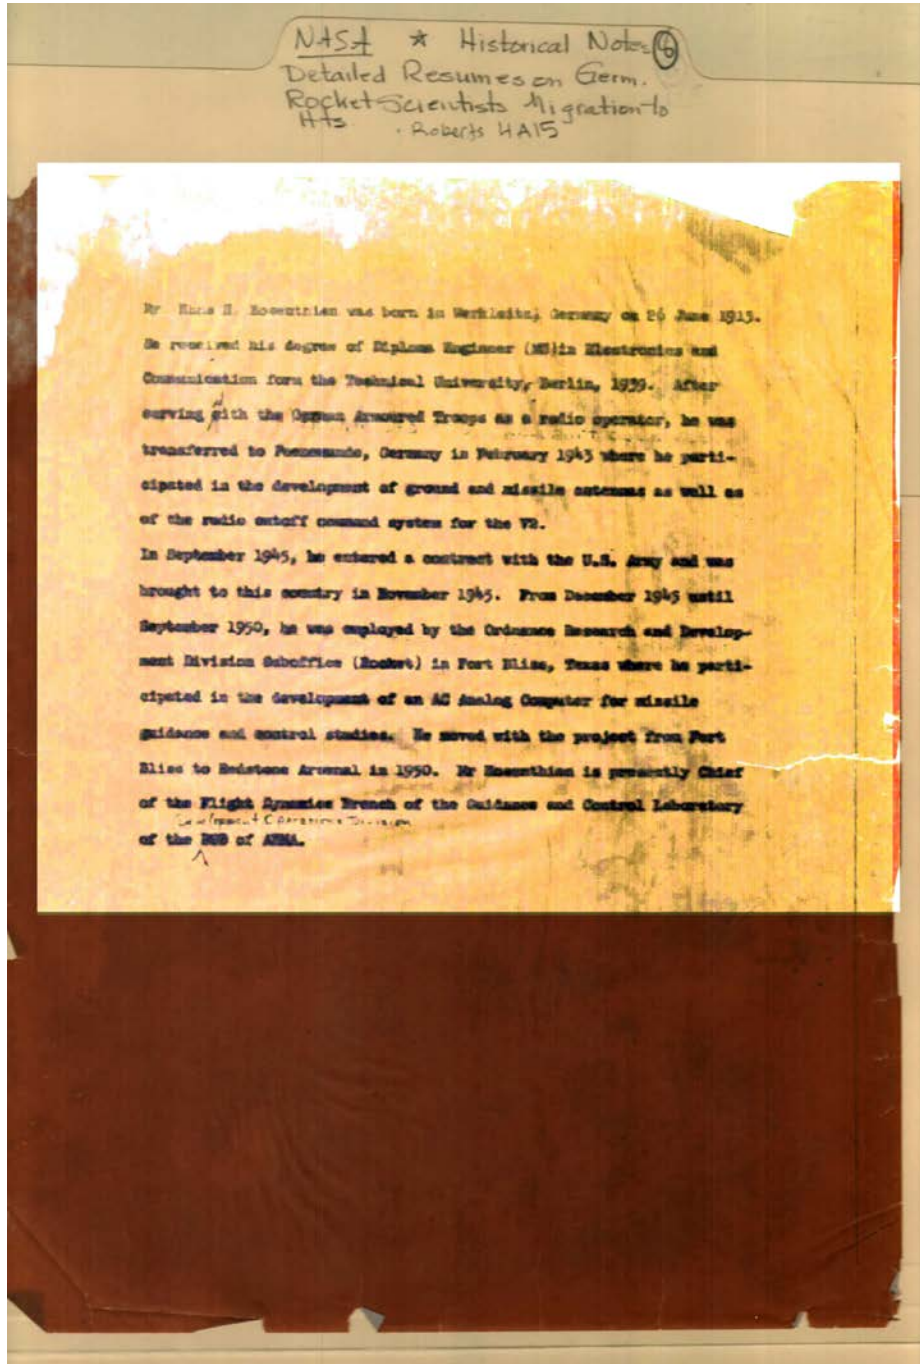 NASA ★ Historical Notes ⑥
Detailed Resumes on Germ.
Rocket Scientists Migration to
Hts. Roberts 4A15
Mr Hans H. Hosenthien was born in Germany on 26 June 1915.
He received his degree of Diploma Engineer (MS)in Electronics and
Communication form the Technical University, Berlin, 1939. After
serving with the German Armoured Troops as a radio operator, he was
transferred to Peenemunde, Germany in February 1943 where he parti-
cipated in the development of ground and missile antennas as well as
of the radio cutoff command system for the V2.
In September 1945, he entered a contract with the U.S. Army and was
brought to this country in November 1945. From December 1945 until
September 1950, he was employed by the Ordnance Research and Develop-
ment Division Suboffice (Rocket) in Fort Bliss, Texas where he parti-
cipated in the development of an AC Analog Computer for missile
guidance and control studies. He moved with the project from Fort
Bliss to Redstone Arsenal in 1950. Mr Hosenthien is presently Chief
of the Flight Dynamics Branch of the Guidance and Control Laboratory
Development Operations Division
of the DOD of ABMA.